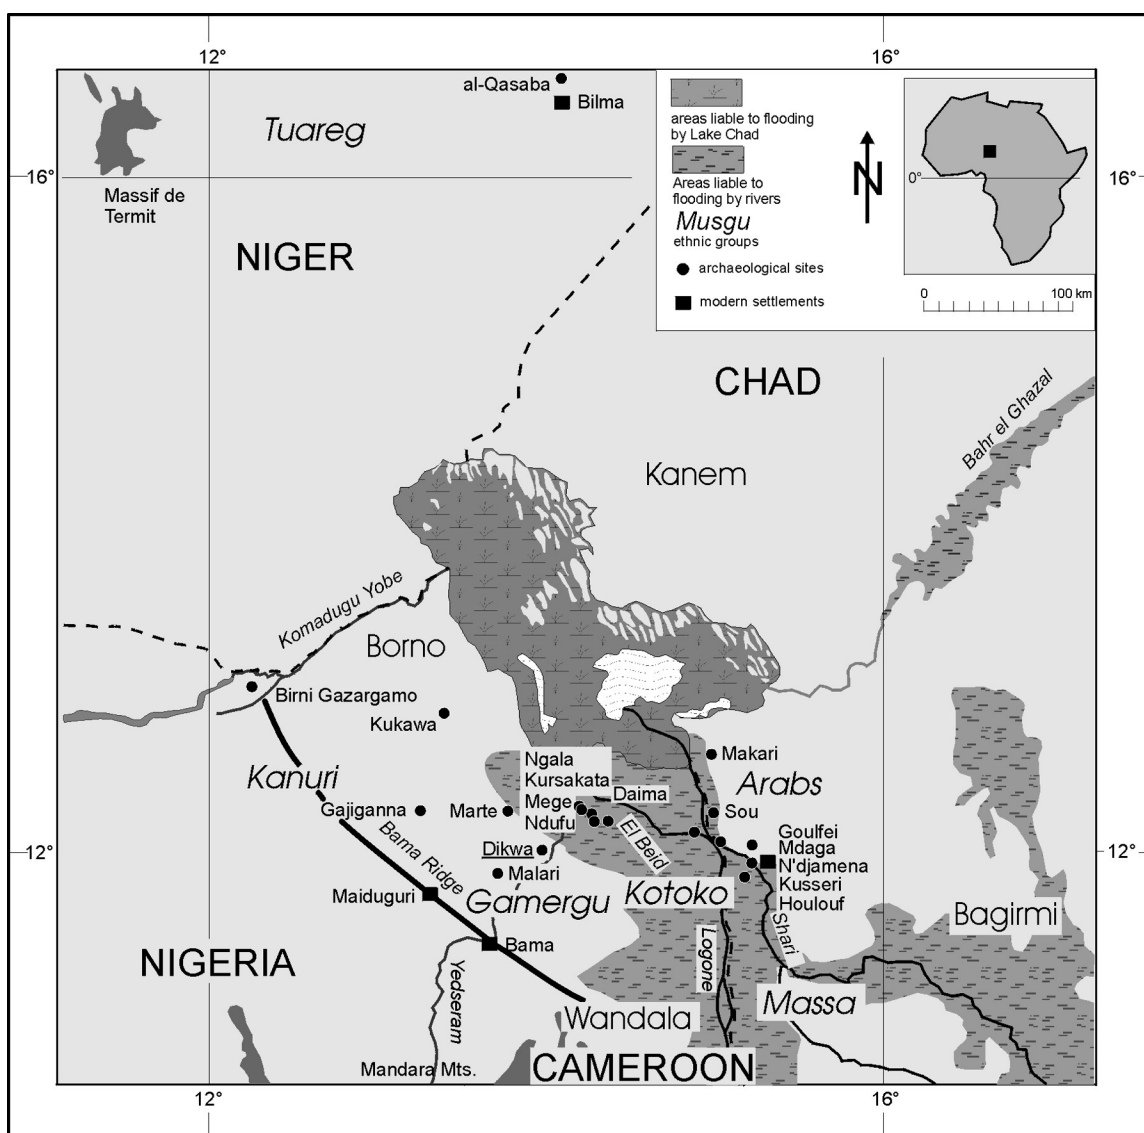 12°
16°
al-Qasaba
Bilma
Tuareg
areas liable to flooding
by Lake Chad
Areas liable to
flooding by rivers
Musgu
ethnic groups
archaeological sites
modern settlements
N
0°
0
100 km
16°
16°
Massif de
Termit
NIGER
CHAD
Bahr el Ghazal
Kanem
Komadugu Yobe
Borno
Birni Gazargamo
Kukawa
Makari
Ngala
Kursakata
Mege
Ndufu
Daima
Arabs
Kanuri
Gajiganna
Marte
Sou
El Beid
Goulfei
Mdaga
N'djamena
Kusseri
Houlouf
12°
Bama Ridge
Dikwa
Malari
Maiduguri
Gamergu
Kotoko
Bagirmi
Shari
Logone
Bama
NIGERIA
Yedseram
Massa
Wandala
Mandara Mts.
CAMEROON
12°
16°